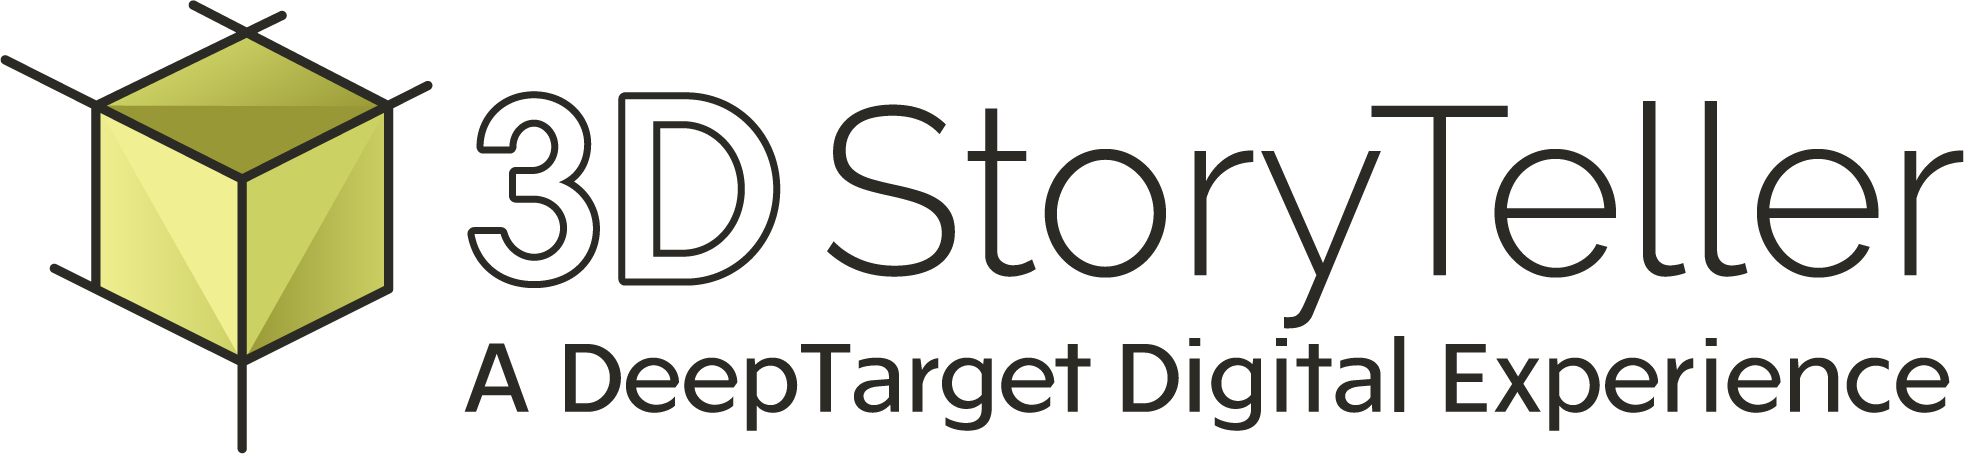 3D StoryTeller
A DeepTarget Digital Experience